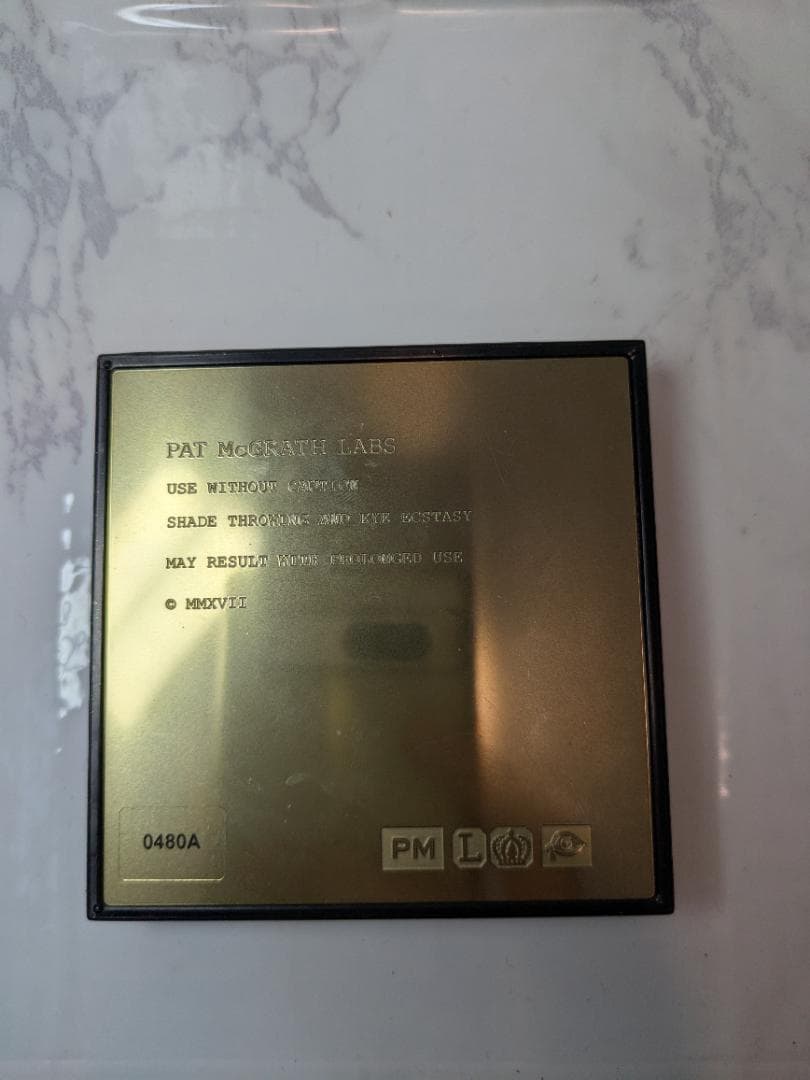 PAT McGRATH LABS
USE WITHOUT CAUTION
SHADE THROWING AND EYE ECSTASY
MAY RESULT WITH PROLONGED USE
© MMXVII
0480A
PM L